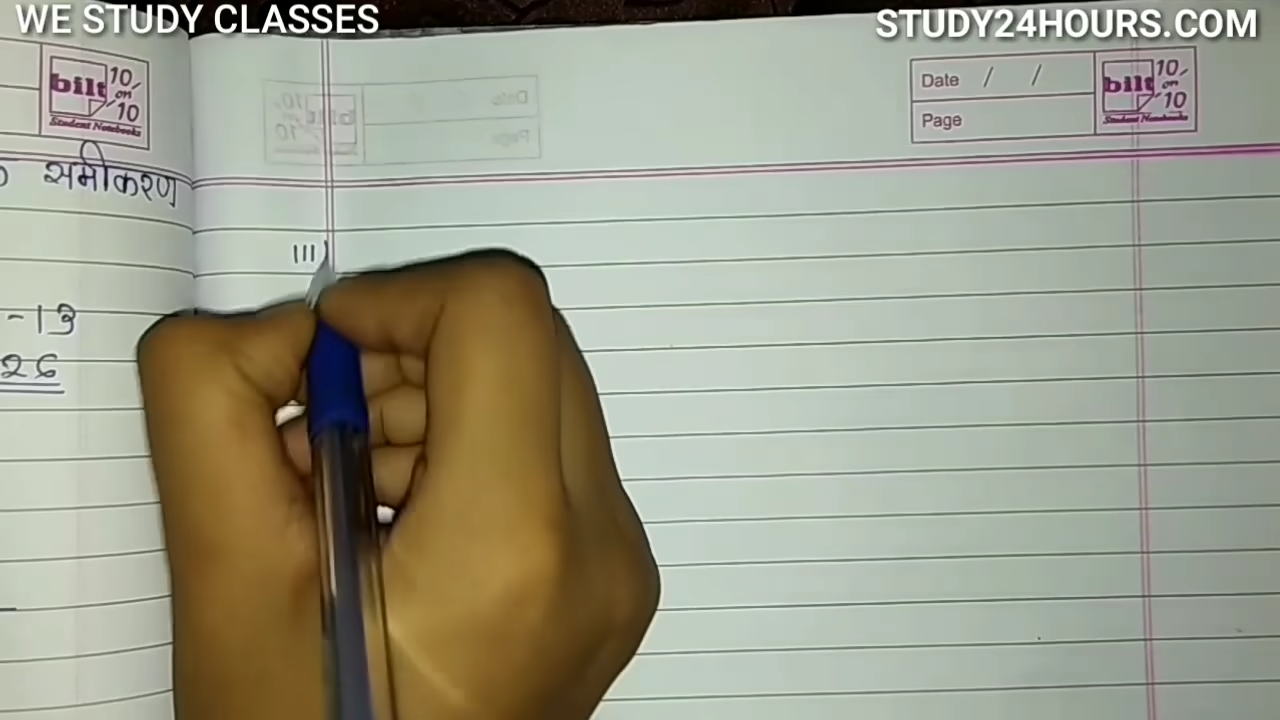 WE STUDY CLASSES
STUDY24HOURS.COM
bilt 10 on 10
Student Notebooks
समीकरण
-13
26
Date / /
Page
bilt 10 on 10
Student Notebooks
III)